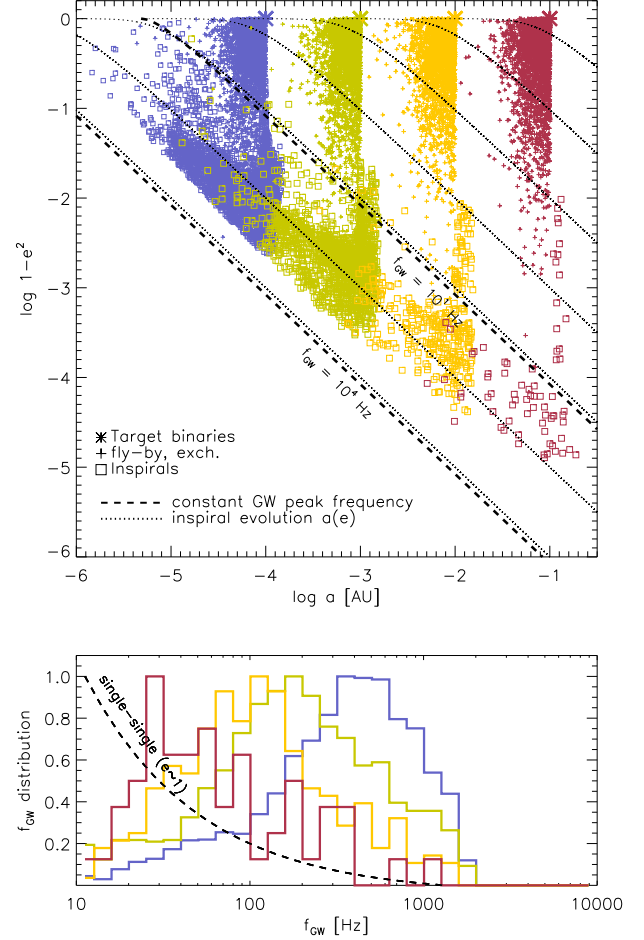 0
−1
−2
−3
−4
−5
−6
log 1−e²
f_GW = 10¹ Hz
f_GW = 10⁴ Hz
Target binaries
fly−by, exch.
Inspirals
constant GW peak frequency
inspiral evolution a(e)
−6 −5 −4 −3 −2 −1
log a [AU]
1.0
0.8
0.6
0.4
0.2
f_GW distribution
single−single (e~1)
10 100 1000 10000
f_GW [Hz]